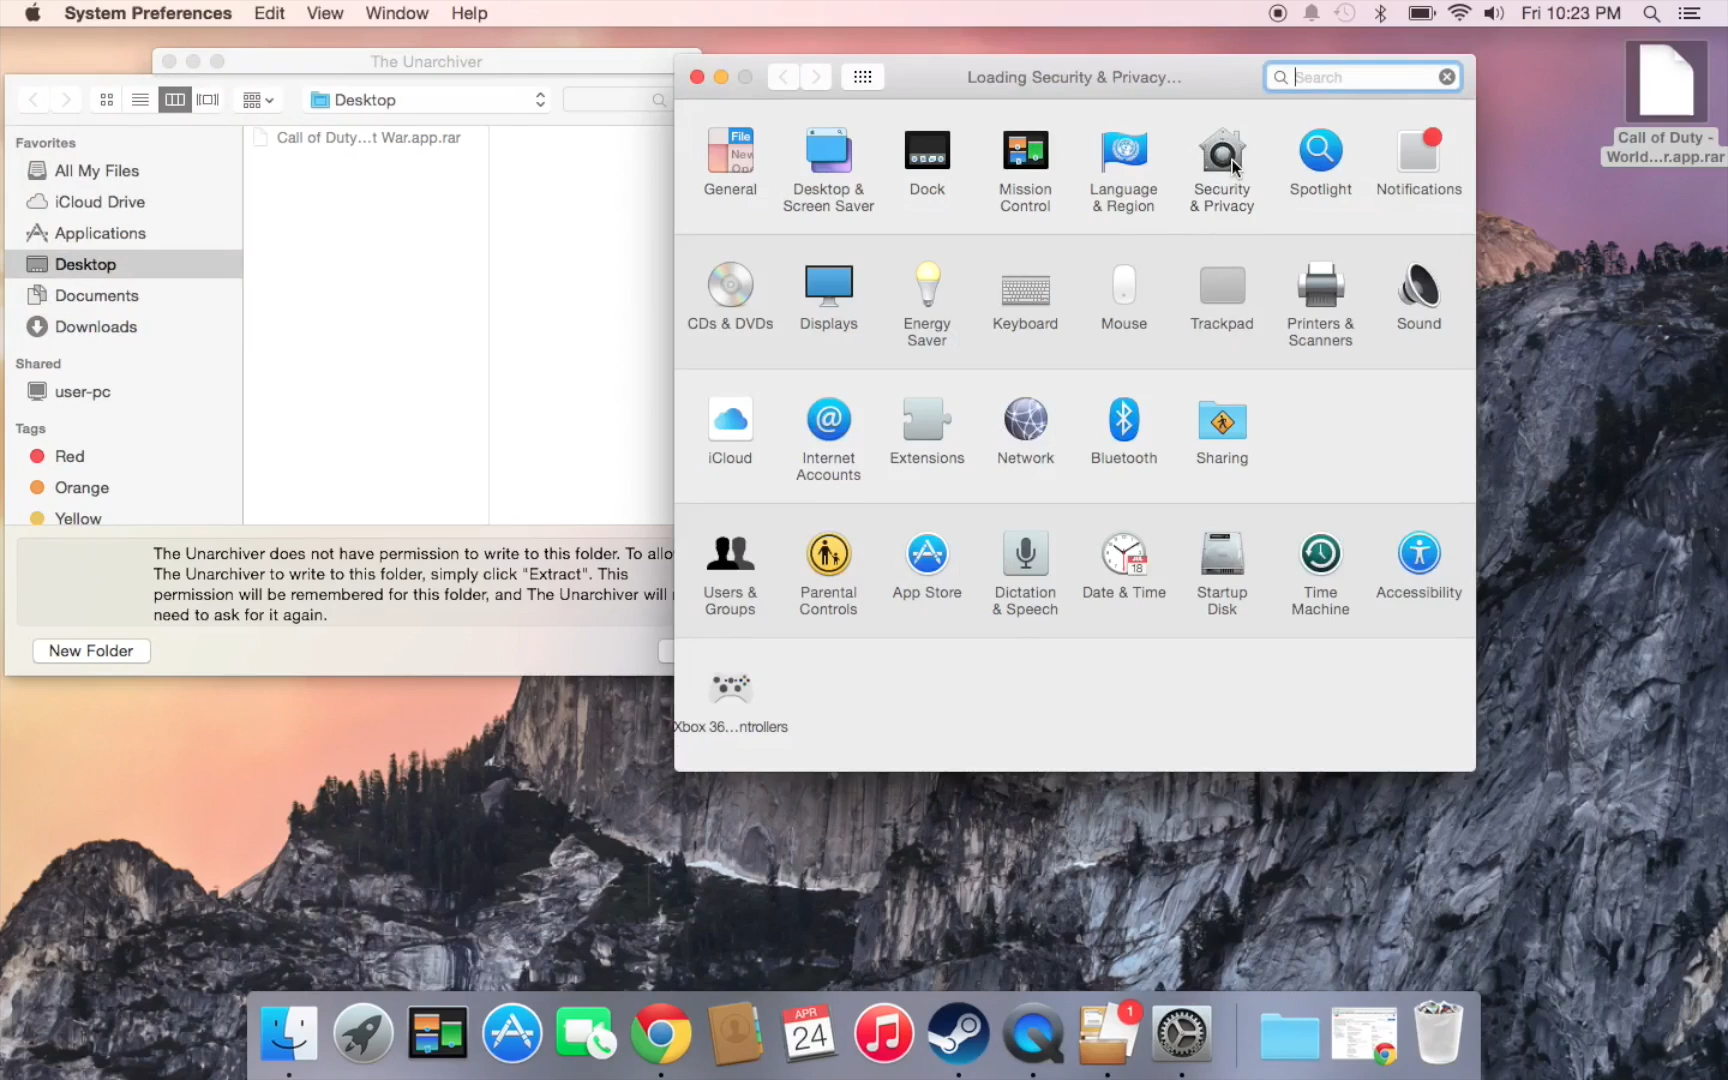 System Preferences Edit View Window Help
Fri 10:23 PM
The Unarchiver
Desktop
Favorites
All My Files
iCloud Drive
Applications
Desktop
Documents
Downloads
Shared
user-pc
Tags
Red
Orange
Yellow
Call of Duty...t War.app.rar
The Unarchiver does not have permission to write to this folder. To allo
The Unarchiver to write to this folder, simply click "Extract". This
permission will be remembered for this folder, and The Unarchiver will
need to ask for it again.
New Folder
Loading Security & Privacy...
Search
File
New
General
Desktop &
Screen Saver
Dock
Mission
Control
Language
& Region
Security
& Privacy
Spotlight
Notifications
CDs & DVDs
Displays
Energy
Saver
Keyboard
Mouse
Trackpad
Printers &
Scanners
Sound
iCloud
Internet
Accounts
Extensions
Network
Bluetooth
Sharing
Users &
Groups
Parental
Controls
App Store
Dictation
& Speech
18
Date & Time
Startup
Disk
Time
Machine
Accessibility
Xbox 36...ntrollers
Call of Duty -
World...r.app.rar
APR
24
1